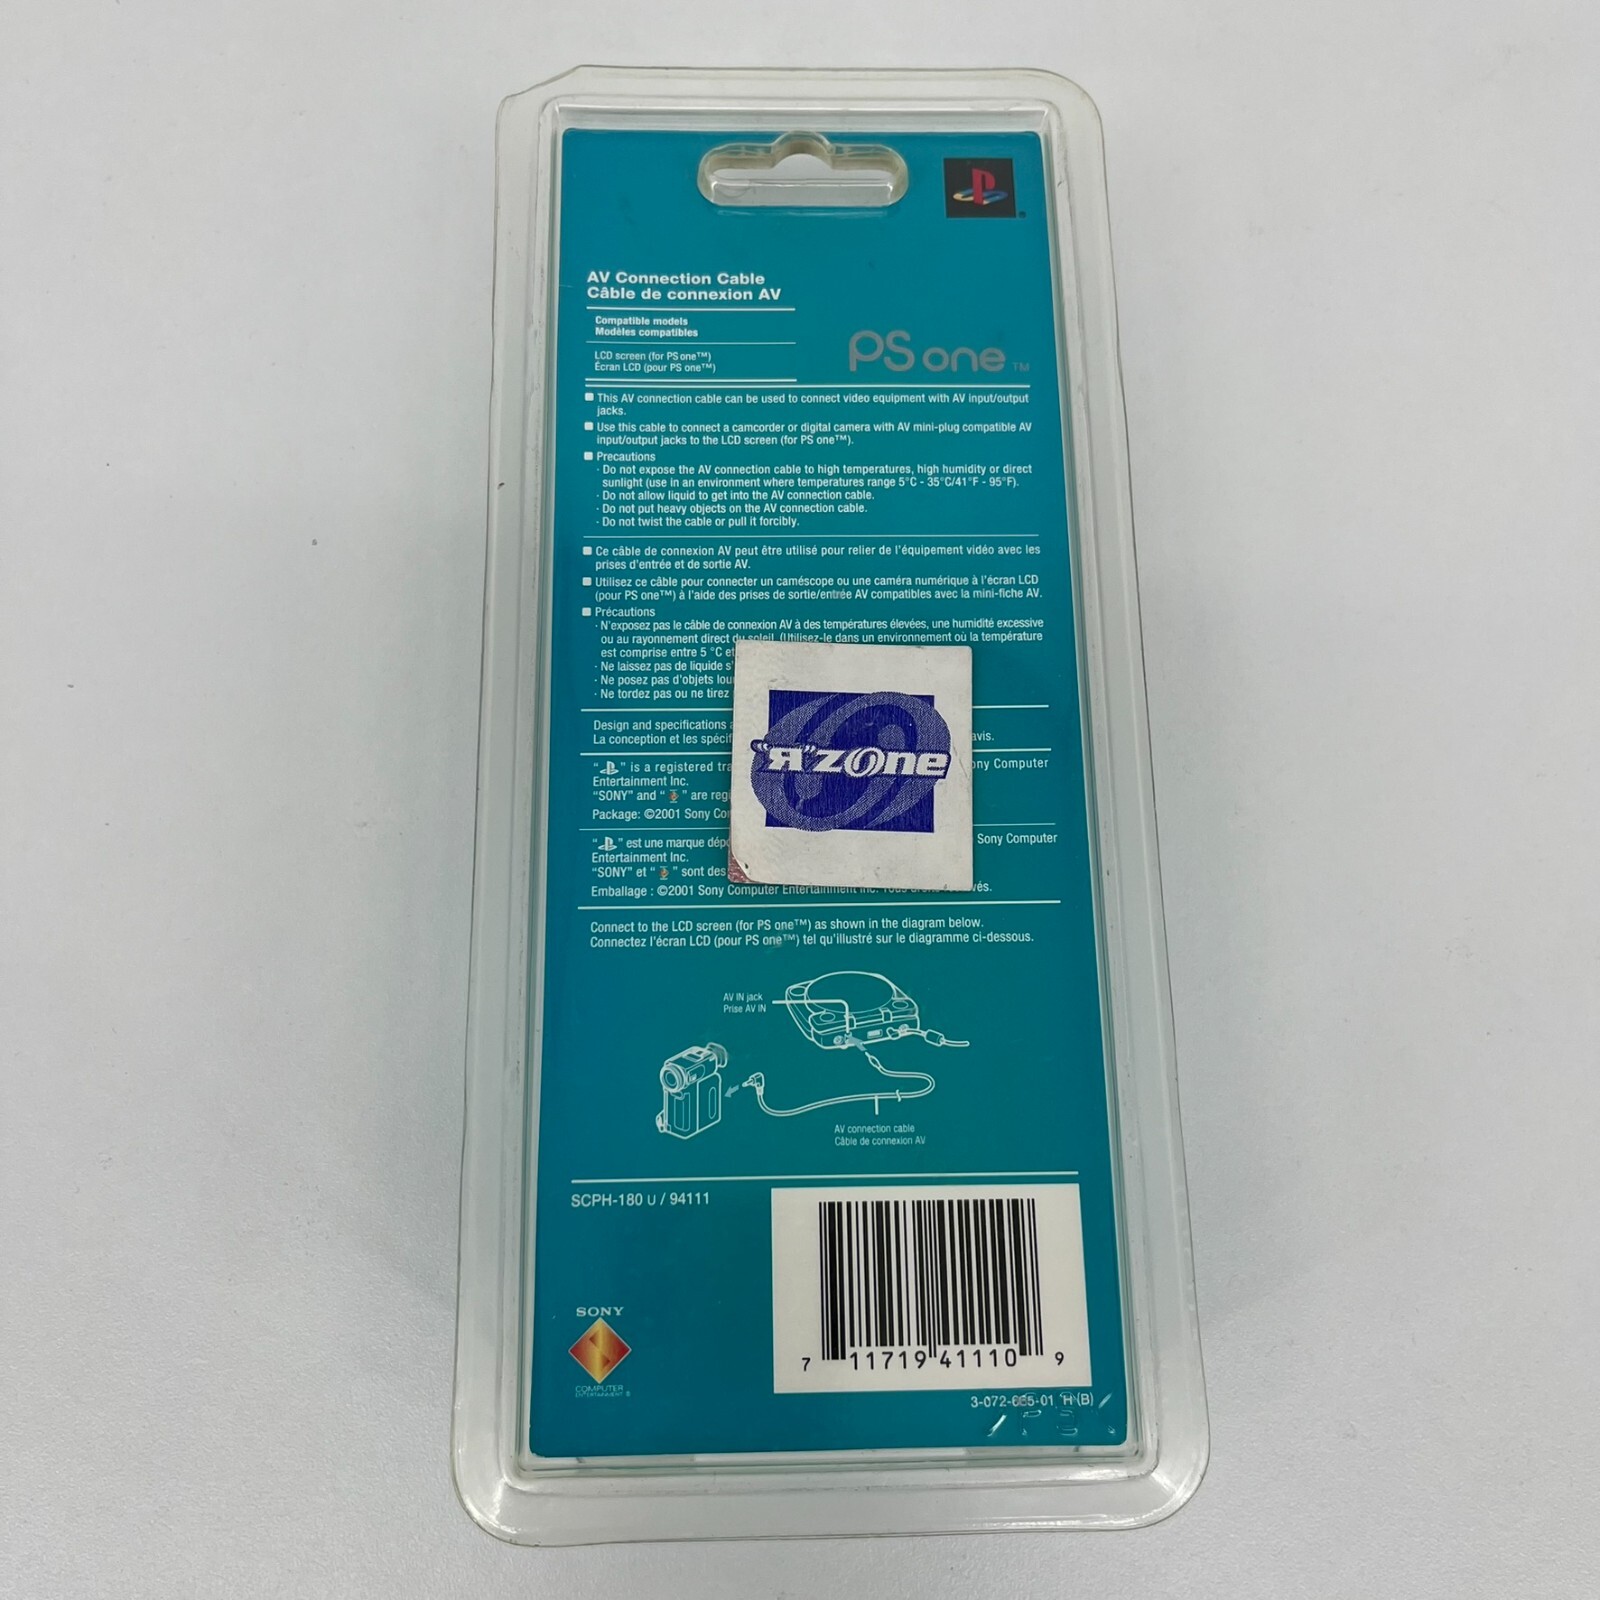 AV Connection Cable
Câble de connexion AV
Compatible models
Modèles compatibles
LCD screen (for PS one™)
Écran LCD (pour PS one™)
PS one™
■ This AV connection cable can be used to connect video equipment with AV input/output
jacks.
■ Use this cable to connect a camcorder or digital camera with AV mini-plug compatible AV
input/output jacks to the LCD screen (for PS one™).
■ Precautions
· Do not expose the AV connection cable to high temperatures, high humidity or direct
sunlight (use in an environment where temperatures range 5°C - 35°C/41°F - 95°F).
· Do not allow liquid to get into the AV connection cable.
· Do not put heavy objects on the AV connection cable.
· Do not twist the cable or pull it forcibly.
■ Ce câble de connexion AV peut être utilisé pour relier de l'équipement vidéo avec les
prises d'entrée et de sortie AV.
■ Utilisez ce câble pour connecter un caméscope ou une caméra numérique à l'écran LCD
(pour PS one™) à l'aide des prises de sortie/entrée AV compatibles avec la mini-fiche AV.
■ Précautions
· N'exposez pas le câble de connexion AV à des températures élevées, une humidité excessive
ou au rayonnement direct du soleil. (Utilisez-le dans un environnement où la température
est comprise entre 5 °C et
· Ne laissez pas de liquide s'
· Ne posez pas d'objets
· Ne tordez pas ou ne tirez
Design and specifications
La conception et les
avis.
"Я"zone
" " is a registered
Sony Computer
Entertainment Inc.
"SONY" and " " are
Package: ©2001 Sony
" " est une marque
Sony Computer
Entertainment Inc.
"SONY" et " " sont des
Emballage : ©2001 Sony Computer Entertainment Inc. Tous droits
Connect to the LCD screen (for PS one™) as shown in the diagram below.
Connectez l'écran LCD (pour PS one™) tel qu'illustré sur le diagramme ci-dessous.
AV IN jack
Prise AV IN
AV connection cable
Câble de connexion AV
SCPH-180 U / 94111
SONY
COMPUTER
ENTERTAINMENT ®
7 11719 41110 9
3-072-665-01 H (B)